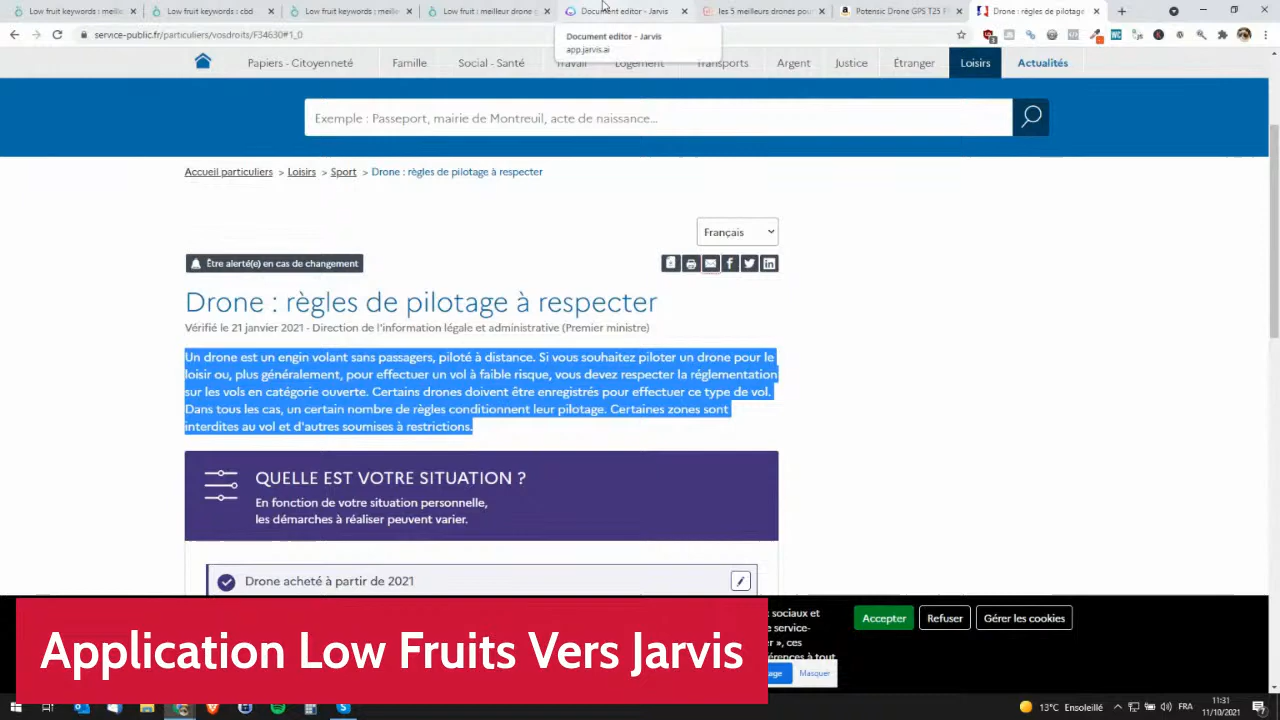 Low fruit keywords : meille
Low fruit keywords : cbd
Low fruit keywords : meille
Low fruit : meilleur drone
Document editor - Jarvis
les 5 meilleurs drones pou
Potensic Drone GPS T25 F
Drone : règles de pilotage
service-public.fr/particuliers/vosdroits/F34630#1_0
Document editor - Jarvis
app.jarvis.ai
Papiers - Citoyenneté
Famille
Social - Santé
Travail
Logement
Transports
Argent
Justice
Étranger
Loisirs
Actualités
Exemple : Passeport, mairie de Montreuil, acte de naissance...
Accueil particuliers > Loisirs > Sport > Drone : règles de pilotage à respecter
Français
Être alerté(e) en cas de changement
Drone : règles de pilotage à respecter
Vérifié le 21 janvier 2021 - Direction de l'information légale et administrative (Premier ministre)
Un drone est un engin volant sans passagers, piloté à distance. Si vous souhaitez piloter un drone pour le
loisir ou, plus généralement, pour effectuer un vol à faible risque, vous devez respecter la réglementation
sur les vols en catégorie ouverte. Certains drones doivent être enregistrés pour effectuer ce type de vol.
Dans tous les cas, un certain nombre de règles conditionnent leur pilotage. Certaines zones sont
interdites au vol et d'autres soumises à restrictions.
QUELLE EST VOTRE SITUATION ?
En fonction de votre situation personnelle,
les démarches à réaliser peuvent varier.
Drone acheté à partir de 2021
sociaux et
service-
», ces
érences à tout
Accepter
Refuser
Gérer les cookies
Masquer
Application Low Fruits Vers Jarvis
13°C Ensoleillé
FRA
11:31
11/10/2021